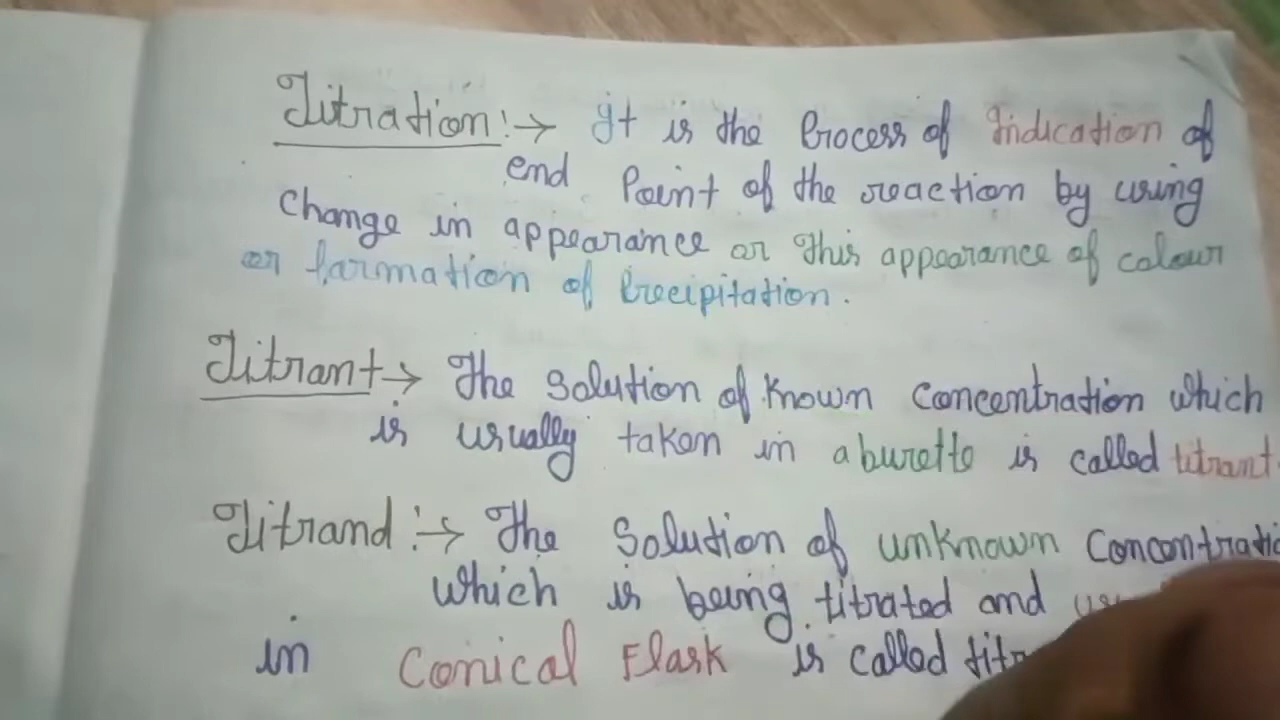 Titration :→ It is the Process of Indication of
end Point of the reaction by using
change in appearance or this appearance of colour
or formation of Precipitation.
Titrant → The Solution of Known Concentration which
is usually taken in a burette is called titrant.
Titrand :→ The Solution of unknown Concentratio
which is being titrated and
in Conical Flask is called